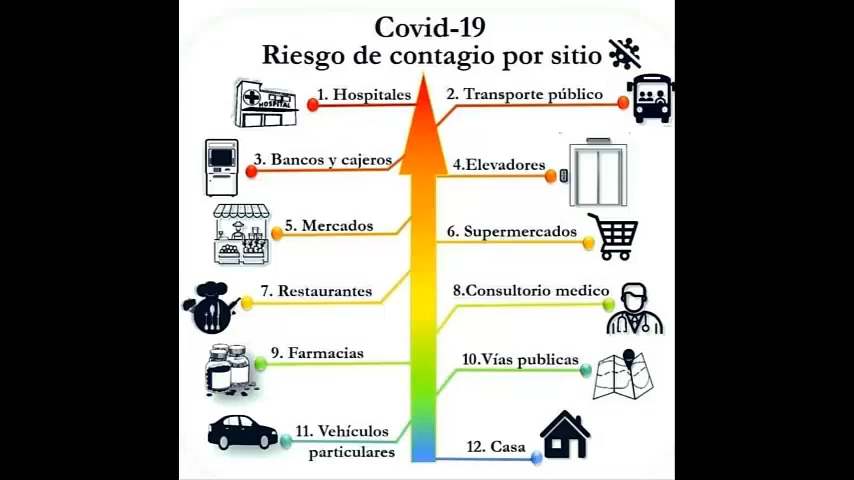 Covid-19
Riesgo de contagio por sitio
1. Hospitales
2. Transporte público
HOSPITAL
3. Bancos y cajeros
4.Elevadores
5. Mercados
6. Supermercados
7. Restaurantes
8.Consultorio medico
9. Farmacias
10.Vías publicas
11. Vehículos
particulares
12. Casa